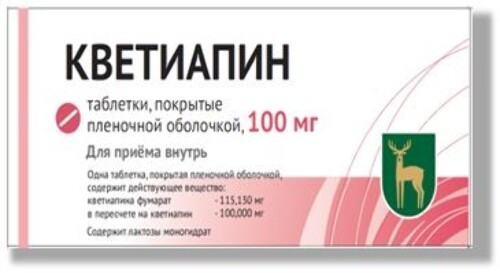 КВЕТИАПИН
таблетки, покрытые
пленочной оболочкой, 100 мг
Для приёма внутрь
Одна таблетка, покрытая пленочной оболочкой,
содержит действующее вещество:
кветиапина фумарат - 115,130 мг
в пересчете на кветиапин - 100,000 мг
Содержит лактозы моногидрат